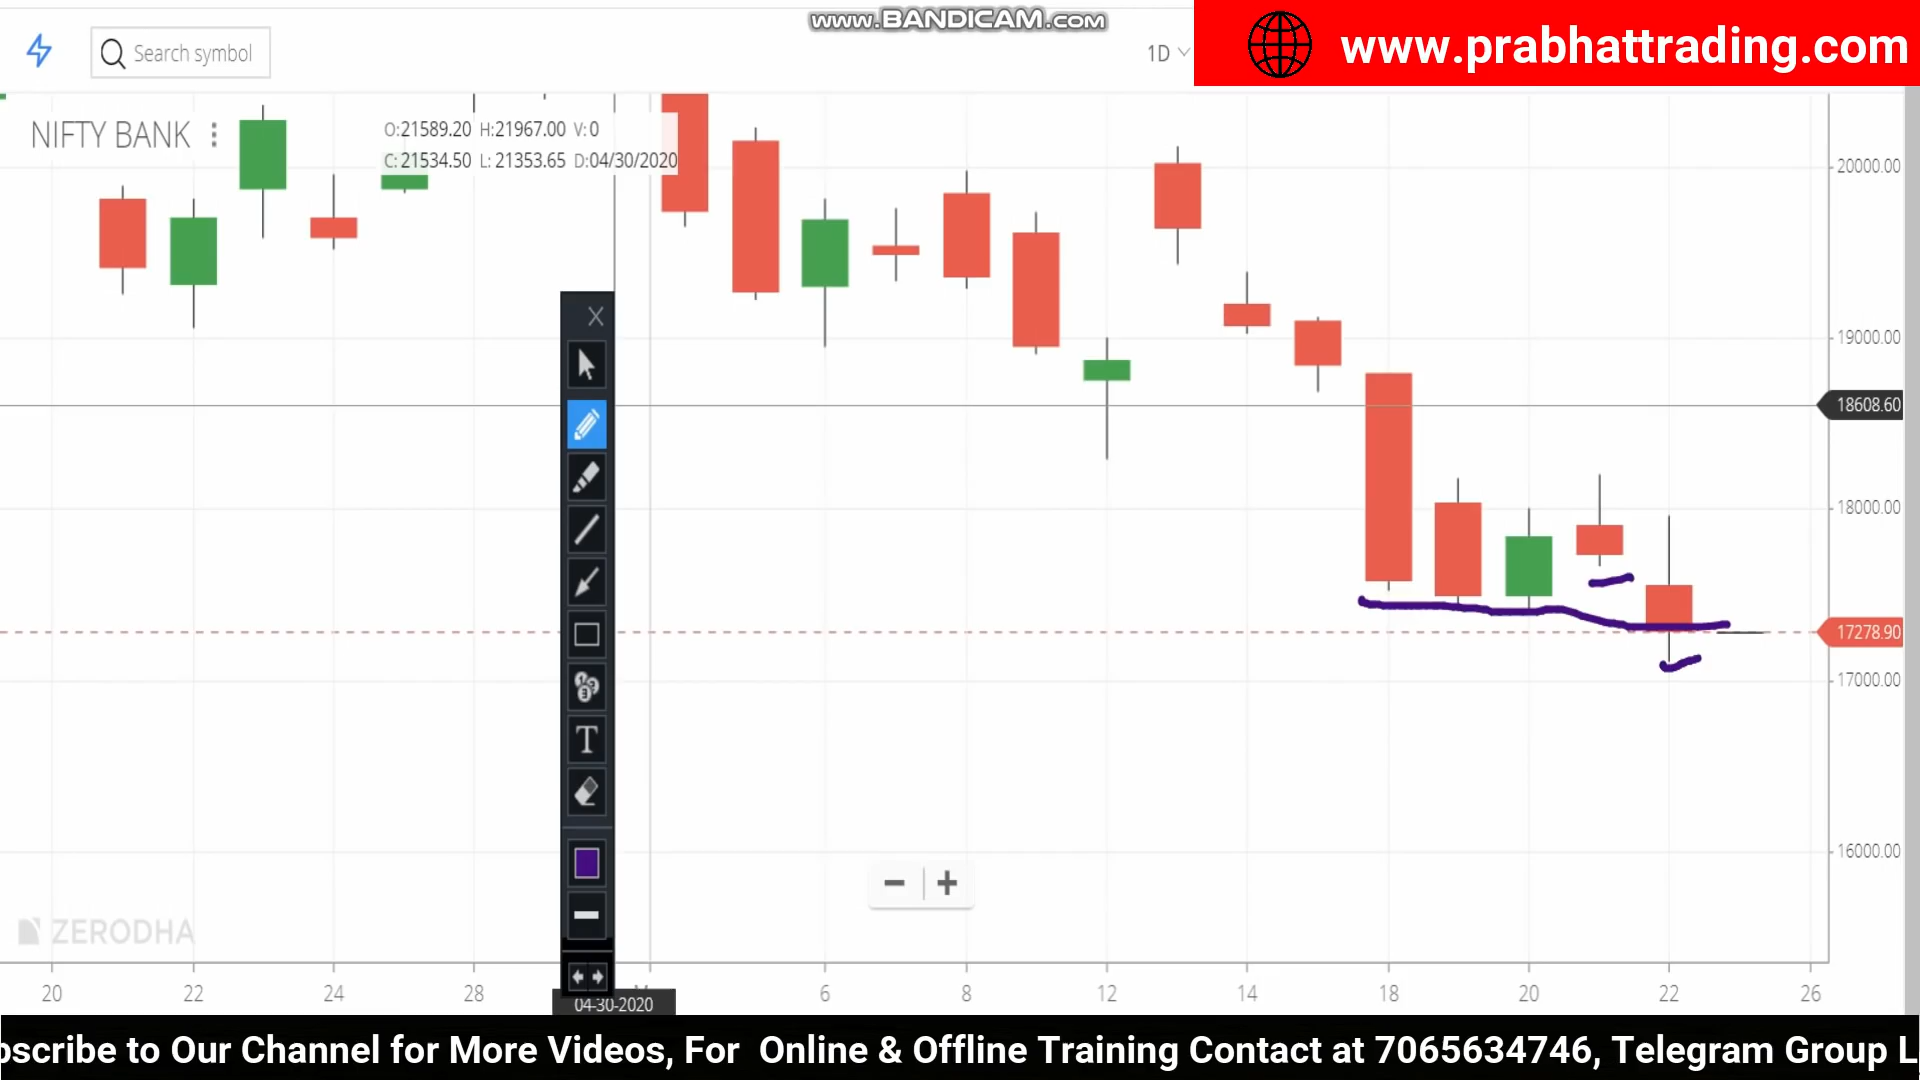 www.BANDICAM.com
www.prabhattrading.com
Search symbol
1D
NIFTY BANK
O:21589.20 H:21967.00 V:0
C:21534.50 L:21353.65 D:04/30/2020
20000.00
19000.00
18608.60
18000.00
17278.90
17000.00
16000.00
X
T
ZERODHA
20 22 24 28 6 8 12 14 18 20 22 26
04-30-2020
bscribe to Our Channel for More Videos, For Online & Offline Training Contact at 7065634746, Telegram Group L